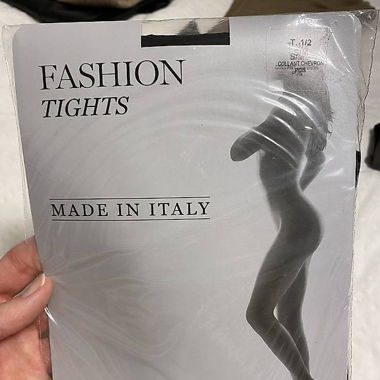 FASHION
TIGHTS
T. 1/2
COLLANT CHEVRON
MADE IN ITALY